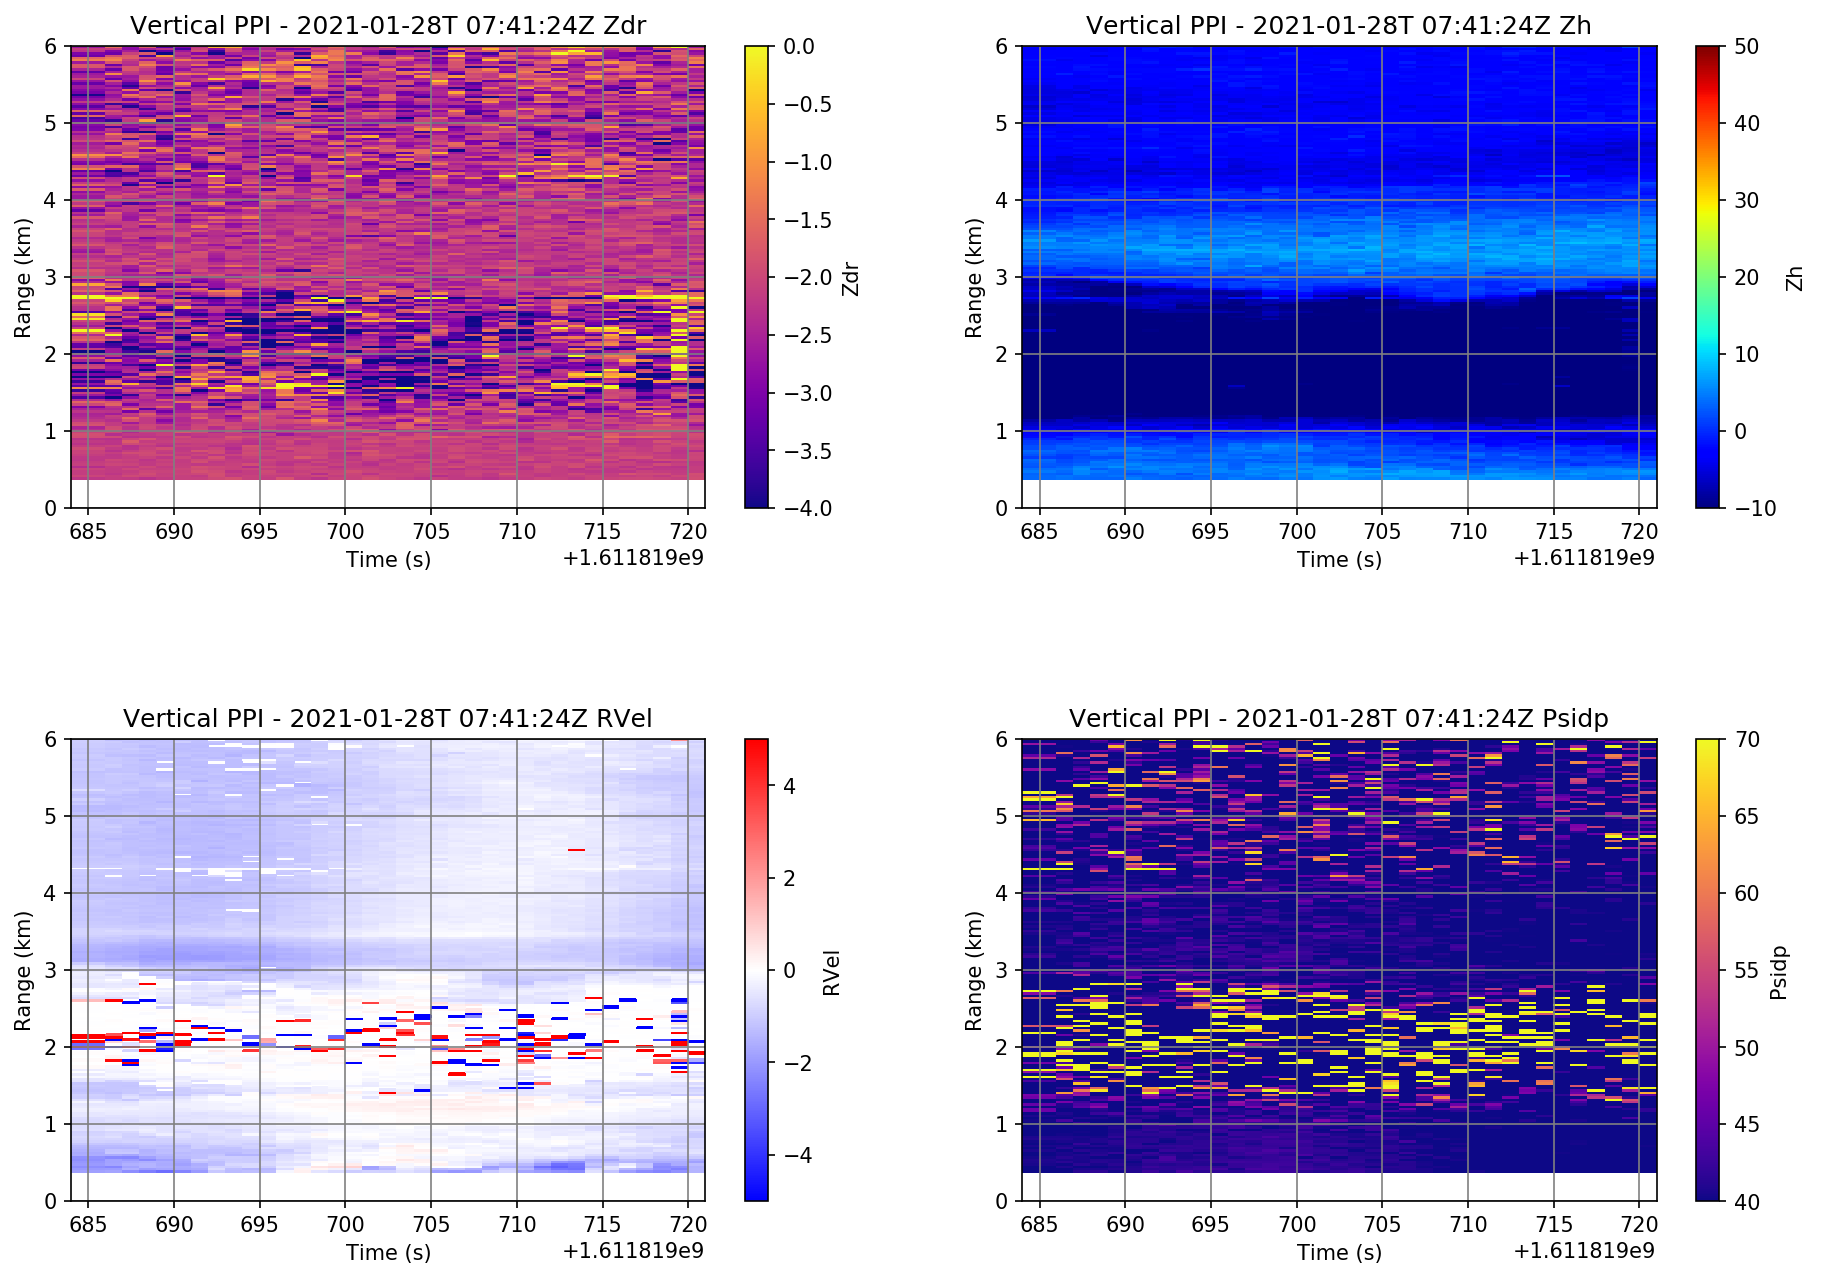 Vertical PPI - 2021-01-28T 07:41:24Z Zdr
6
5
4
3
2
1
0
Range (km)
685 690 695 700 705 710 715 720
Time (s)
+1.611819e9
0.0
−0.5
−1.0
−1.5
−2.0
−2.5
−3.0
−3.5
−4.0
Zdr
Vertical PPI - 2021-01-28T 07:41:24Z Zh
6
5
4
3
2
1
0
Range (km)
685 690 695 700 705 710 715 720
Time (s)
+1.611819e9
50
40
30
20
10
0
−10
Zh
Vertical PPI - 2021-01-28T 07:41:24Z RVel
6
5
4
3
2
1
0
Range (km)
685 690 695 700 705 710 715 720
Time (s)
+1.611819e9
4
2
0
−2
−4
RVel
Vertical PPI - 2021-01-28T 07:41:24Z Psidp
6
5
4
3
2
1
0
Range (km)
685 690 695 700 705 710 715 720
Time (s)
+1.611819e9
70
65
60
55
50
45
40
Psidp